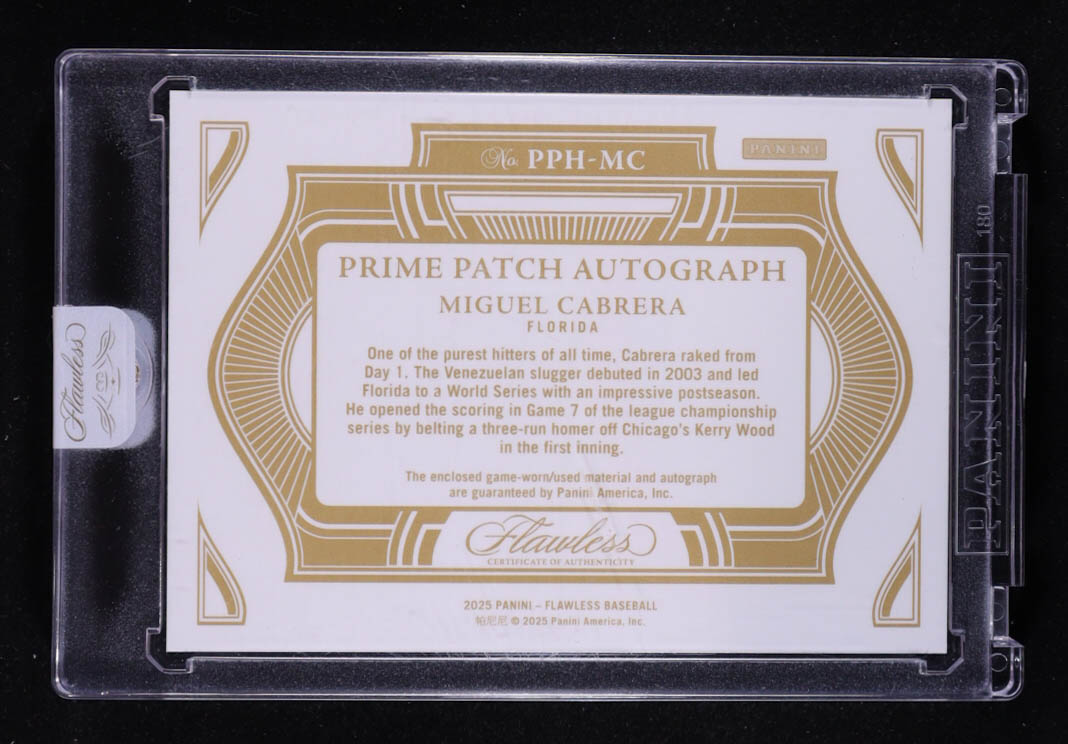 No. PPH-MC
PANINI
PRIME PATCH AUTOGRAPH
MIGUEL CABRERA
FLORIDA
One of the purest hitters of all time, Cabrera raked from
Day 1. The Venezuelan slugger debuted in 2003 and led
Florida to a World Series with an impressive postseason.
He opened the scoring in Game 7 of the league championship
series by belting a three-run homer off Chicago's Kerry Wood
in the first inning.
The enclosed game-worn/used material and autograph
are guaranteed by Panini America, Inc.
Flawless
CERTIFICATE OF AUTHENTICITY
2025 PANINI – FLAWLESS BASEBALL
帕尼尼 © 2025 Panini America, Inc.
Flawless
180
PANINI